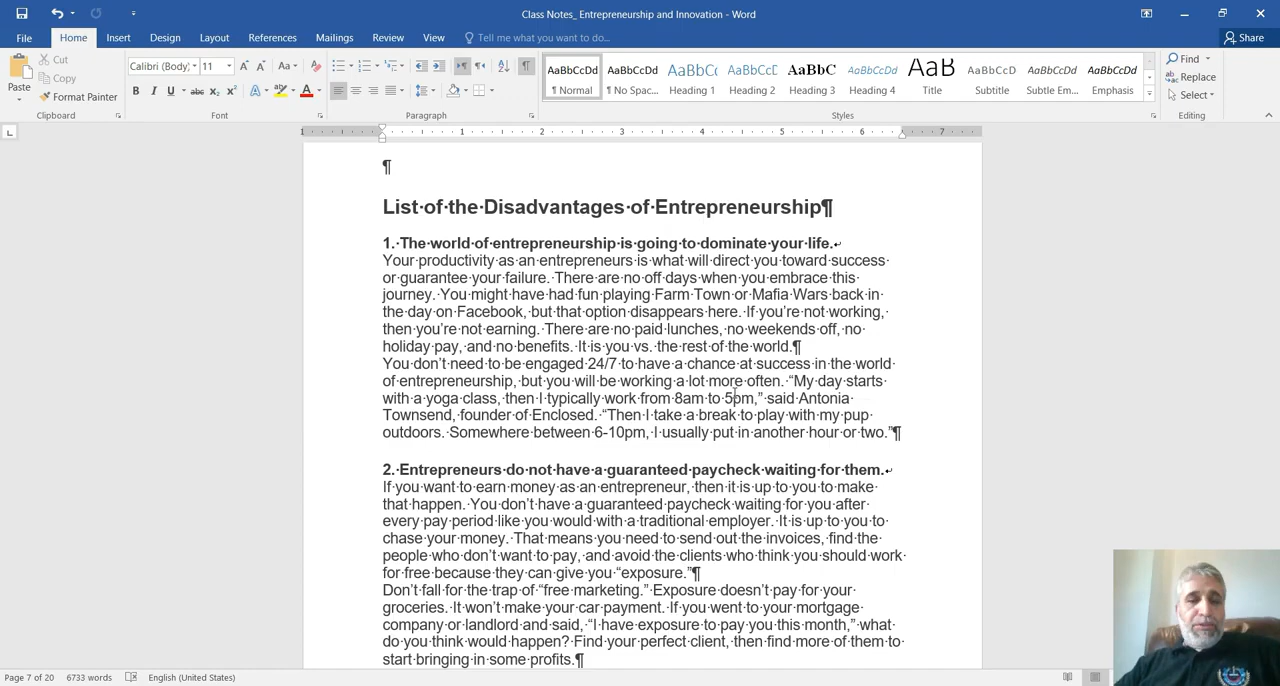 Class Notes_ Entrepreneurship and Innovation - Word
File Home Insert Design Layout References Mailings Review View Tell me what you want to do... Share
Paste Cut Copy Format Painter
Calibri (Body) 11
AaBbCcDd AaBbCcDd AaBbCc AaBbCcD AaBbC AaBbCcDd AaB AaBbCcD AaBbCcDd AaBbCcDd
¶ Normal ¶ No Spac... Heading 1 Heading 2 Heading 3 Heading 4 Title Subtitle Subtle Em... Emphasis
Find Replace Select
Clipboard Font Paragraph Styles Editing
1 1 2 3 4 5 6 7
¶
List·of·the·Disadvantages·of·Entrepreneurship¶
1.·The·world·of·entrepreneurship·is·going·to·dominate·your·life.↵
Your·productivity·as·an·entrepreneurs·is·what·will·direct·you·toward·success·
or·guarantee·your·failure.·There·are·no·off·days·when·you·embrace·this·
journey.·You·might·have·had·fun·playing·Farm·Town·or·Mafia·Wars·back·in·
the·day·on·Facebook,·but·that·option·disappears·here.·If·you’re·not·working,·
then·you’re·not·earning.·There·are·no·paid·lunches,·no·weekends·off,·no·
holiday·pay,·and·no·benefits.·It·is·you·vs.·the·rest·of·the·world.¶
You·don’t·need·to·be·engaged·24/7·to·have·a·chance·at·success·in·the·world·
of·entrepreneurship,·but·you·will·be·working·a·lot·more·often.·“My·day·starts·
with·a·yoga·class,·then·I·typically·work·from·8am·to·5pm,”·said·Antonia·
Townsend,·founder·of·Enclosed.·“Then·I·take·a·break·to·play·with·my·pup·
outdoors.·Somewhere·between·6-10pm,·I·usually·put·in·another·hour·or·two.”¶
2.·Entrepreneurs·do·not·have·a·guaranteed·paycheck·waiting·for·them.↵
If·you·want·to·earn·money·as·an·entrepreneur,·then·it·is·up·to·you·to·make·
that·happen.·You·don’t·have·a·guaranteed·paycheck·waiting·for·you·after·
every·pay·period·like·you·would·with·a·traditional·employer.·It·is·up·to·you·to·
chase·your·money.·That·means·you·need·to·send·out·the·invoices,·find·the·
people·who·don’t·want·to·pay,·and·avoid·the·clients·who·think·you·should·work·
for·free·because·they·can·give·you·“exposure.”¶
Don’t·fall·for·the·trap·of·“free·marketing.”·Exposure·doesn’t·pay·for·your·
groceries.·It·won’t·make·your·car·payment.·If·you·went·to·your·mortgage·
company·or·landlord·and·said,·“I·have·exposure·to·pay·you·this·month,”·what·
do·you·think·would·happen?·Find·your·perfect·client,·then·find·more·of·them·to·
start·bringing·in·some·profits.¶
Page 7 of 20 6733 words English (United States)